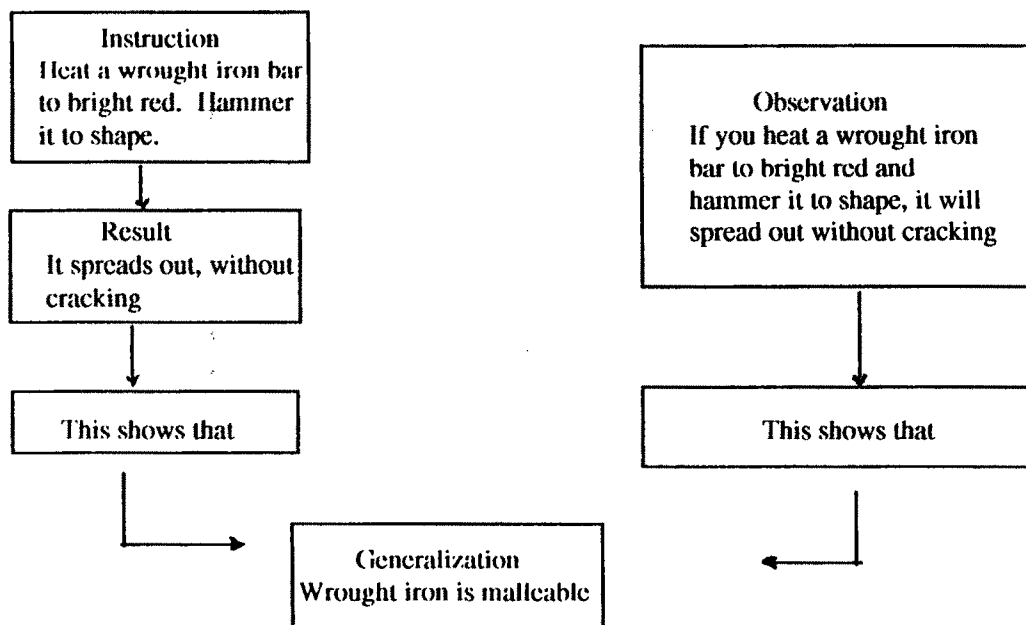 Instruction
Heat a wrought iron bar
to bright red. Hammer
it to shape.
Result
It spreads out, without
cracking
This shows that
Observation
If you heat a wrought iron
bar to bright red and
hammer it to shape, it will
spread out without cracking
This shows that
Generalization
Wrought iron is malleable